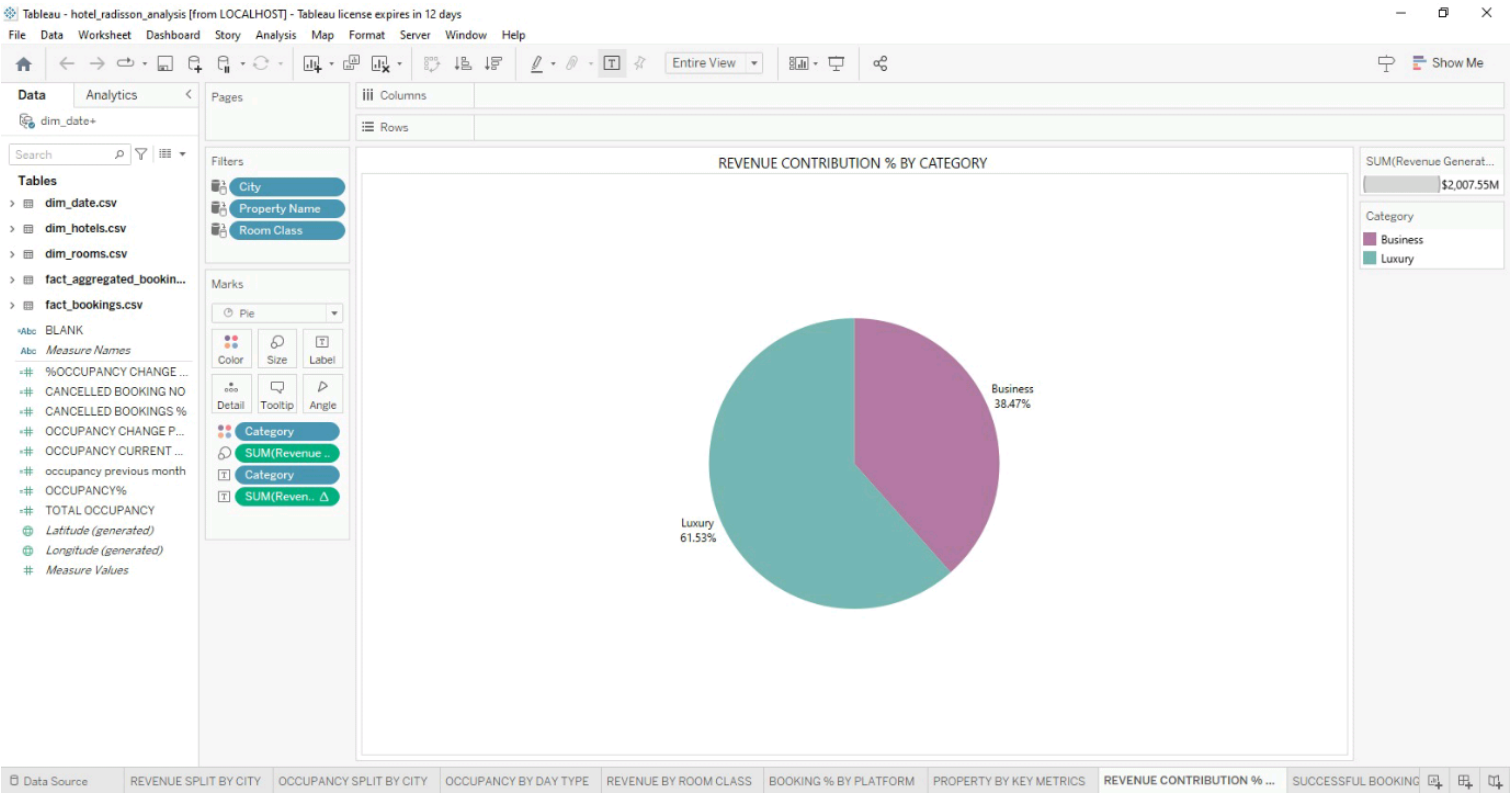 Tableau - hotel_radisson_analysis [from LOCALHOST] - Tableau license expires in 12 days
File Data Worksheet Dashboard Story Analysis Map Format Server Window Help
Entire View
Show Me
Data Analytics
dim_date+
Search
Tables
dim_date.csv
dim_hotels.csv
dim_rooms.csv
fact_aggregated_bookin...
fact_bookings.csv
=Abc BLANK
Abc Measure Names
=# %OCCUPANCY CHANGE ...
=# CANCELLED BOOKING NO
=# CANCELLED BOOKINGS %
=# OCCUPANCY CHANGE P...
=# OCCUPANCY CURRENT ...
=# occupancy previous month
=# OCCUPANCY%
=# TOTAL OCCUPANCY
Latitude (generated)
Longitude (generated)
# Measure Values
Pages
Filters
City
Property Name
Room Class
Marks
Pie
Color Size Label
Detail Tooltip Angle
Category
SUM(Revenue ..
Category
SUM(Reven.. Δ
Columns
Rows
REVENUE CONTRIBUTION % BY CATEGORY
Business
38.47%
Luxury
61.53%
SUM(Revenue Generat...
$2,007.55M
Category
Business
Luxury
Data Source REVENUE SPLIT BY CITY OCCUPANCY SPLIT BY CITY OCCUPANCY BY DAY TYPE REVENUE BY ROOM CLASS BOOKING % BY PLATFORM PROPERTY BY KEY METRICS REVENUE CONTRIBUTION % ... SUCCESSFUL BOOKING